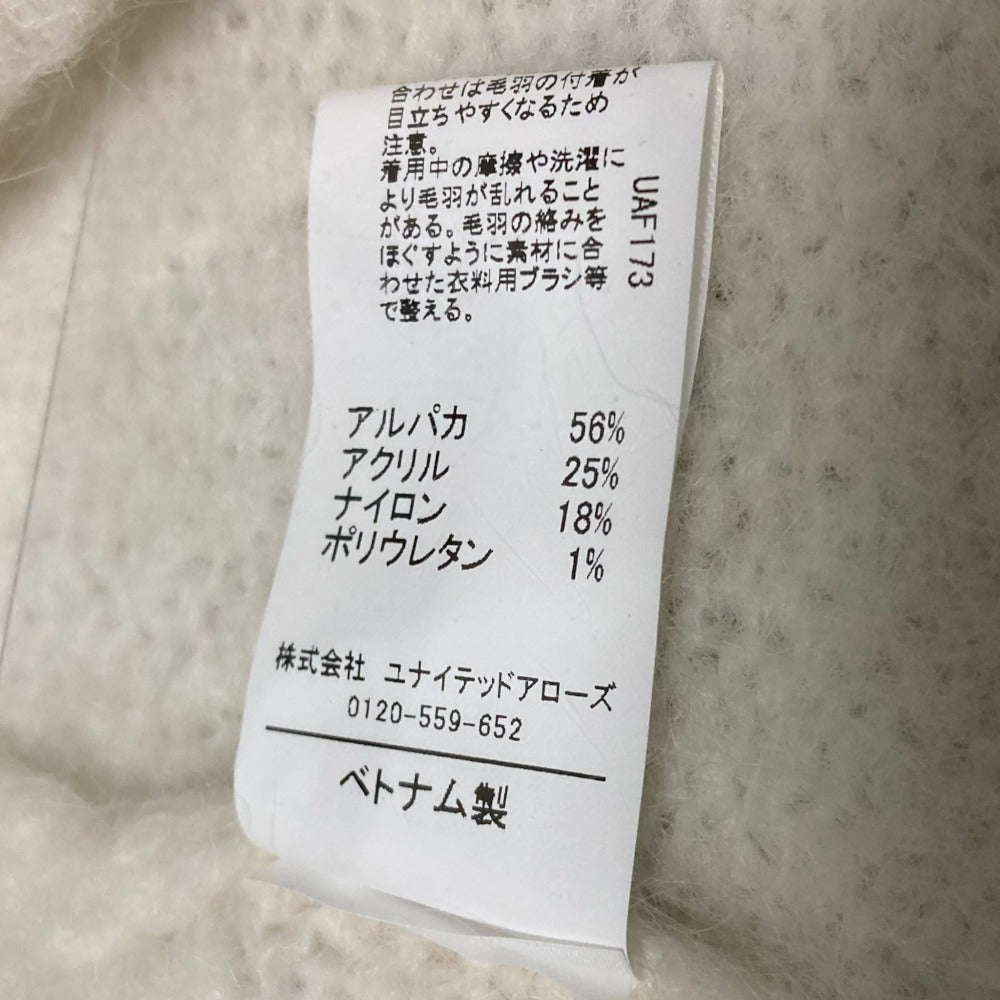 合わせは毛羽の付着が
目立ちやすくなるため
注意。
着用中の摩擦や洗濯に
より毛羽が乱れること
がある。毛羽の絡みを
ほぐすように素材に合
わせた衣料用ブラシ等
で整える。
UAF173
アルパカ 56%
アクリル 25%
ナイロン 18%
ポリウレタン 1%
株式会社 ユナイテッドアローズ
0120-559-652
ベトナム製